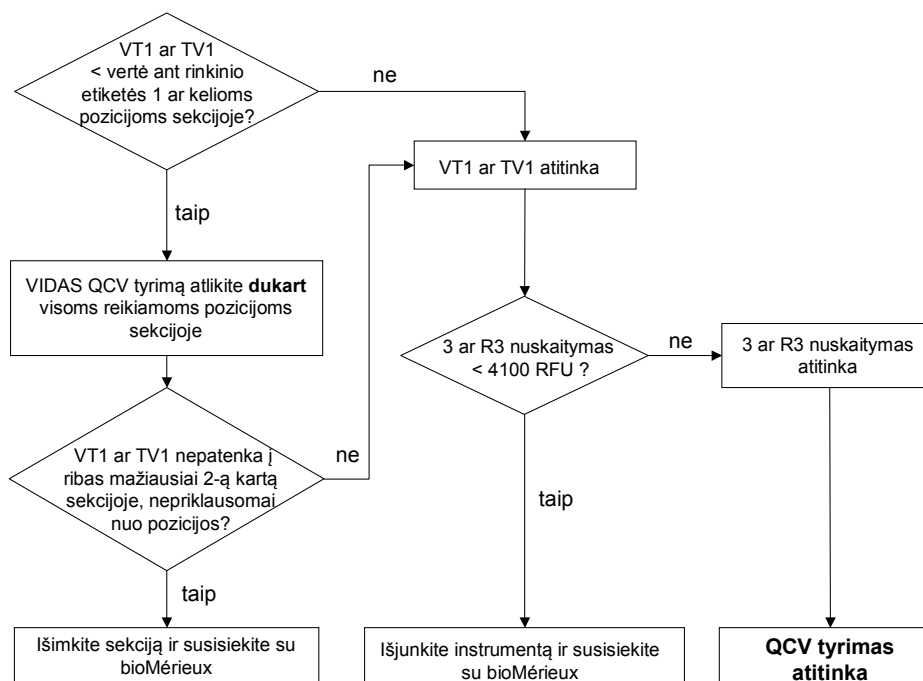 VT1 ar TV1
< vertė ant rinkinio
etiketės 1 ar kelioms
pozicijoms sekcijoje?
ne
VT1 ar TV1 atitinka
taip
VIDAS QCV tyrimą atlikite dukart
visoms reikiamoms pozicijoms
sekcijoje
3 ar R3 nuskaitymas
< 4100 RFU ?
ne
3 ar R3 nuskaitymas
atitinka
VT1 ar TV1 nepatenka į
ribas mažiausiai 2-ą kartą
sekcijoje, nepriklausomai
nuo pozicijos?
ne
taip
taip
Išimkite sekciją ir susisiekite su
bioMérieux
Išjunkite instrumentą ir susisiekite
su bioMérieux
QCV tyrimas
atitinka